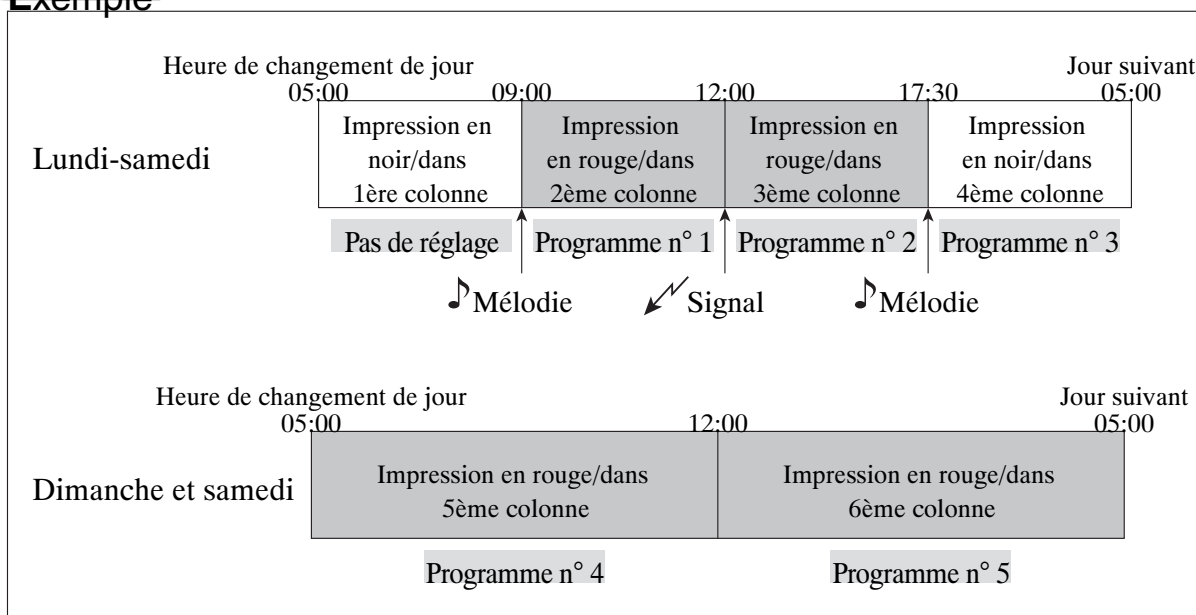 Exemple
Heure de changement de jour Jour suivant
05:00 09:00 12:00 17:30 05:00
Lundi-samedi
Impression en noir/dans 1ère colonne
Impression en rouge/dans 2ème colonne
Impression en rouge/dans 3ème colonne
Impression en noir/dans 4ème colonne
Pas de réglage Programme n° 1 Programme n° 2 Programme n° 3
Mélodie Signal Mélodie
Heure de changement de jour Jour suivant
05:00 12:00 05:00
Dimanche et samedi
Impression en rouge/dans 5ème colonne
Impression en rouge/dans 6ème colonne
Programme n° 4 Programme n° 5